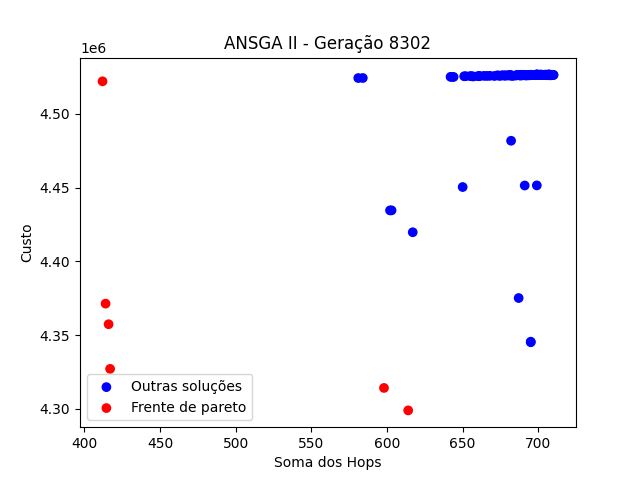 ANSGA II - Geração 8302
1e6
4.50
4.45
4.40
4.35
4.30
Custo
Outras soluções
Frente de pareto
400 450 500 550 600 650 700
Soma dos Hops